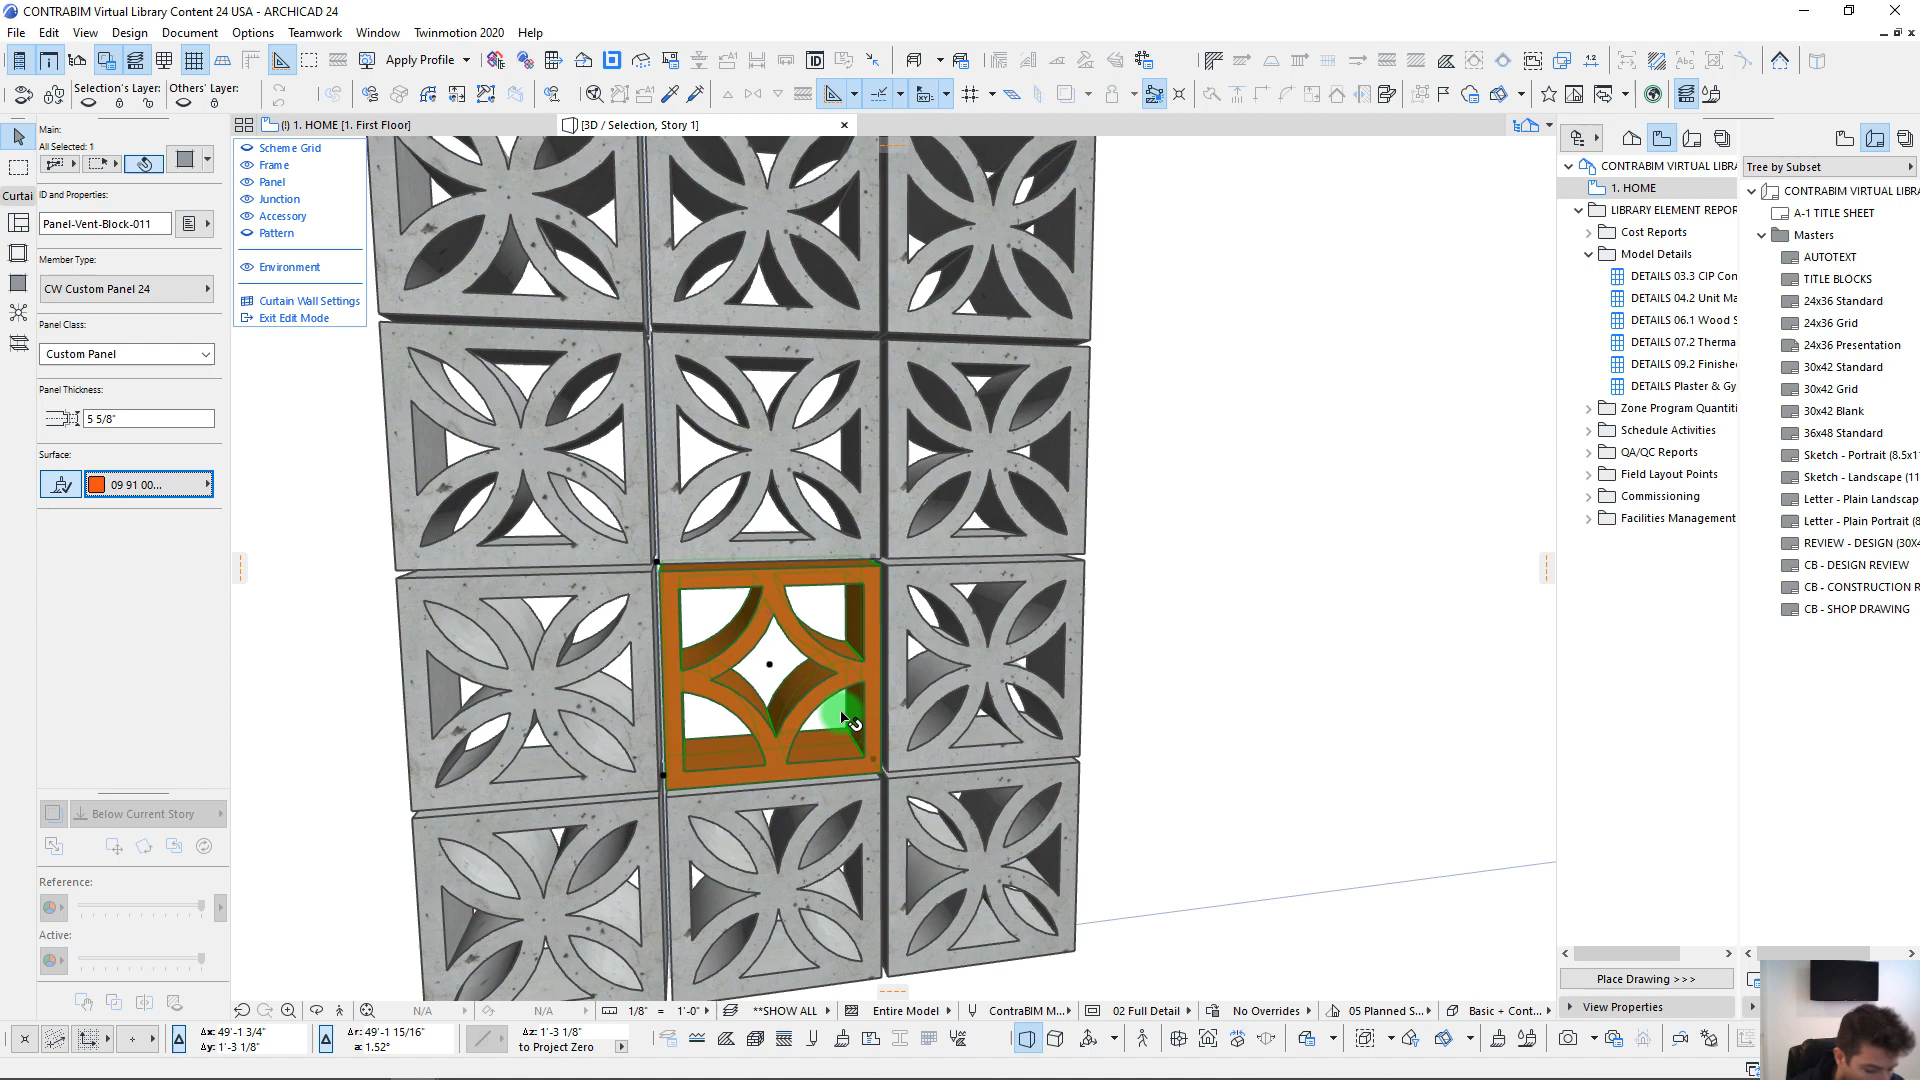 CONTRABIM Virtual Library Content 24 USA - ARCHICAD 24
File Edit View Design Document Options Teamwork Window Twinmotion 2020 Help
Apply Profile
Selection's Layer: Others' Layer:
Main:
All Selected: 1
(!) 1. HOME [1. First Floor]
[3D / Selection, Story 1]
Curtai
ID and Properties:
Panel-Vent-Block-011
Member Type:
CW Custom Panel 24
Panel Class:
Custom Panel
Panel Thickness:
5 5/8"
Surface:
09 91 00...
Below Current Story
Reference:
Active:
Scheme Grid
Frame
Panel
Junction
Accessory
Pattern
Environment
Curtain Wall Settings
Exit Edit Mode
CONTRABIM VIRTUAL LIBRA
1. HOME
LIBRARY ELEMENT REPOR
Cost Reports
Model Details
DETAILS 03.3 CIP Con
DETAILS 04.2 Unit Ma
DETAILS 06.1 Wood S
DETAILS 07.2 Therma
DETAILS 09.2 Finishe
DETAILS Plaster & Gy
Zone Program Quantiti
Schedule Activities
QA/QC Reports
Field Layout Points
Commissioning
Facilities Management
Place Drawing >>>
View Properties
Tree by Subset
CONTRABIM VIRTUAL LIBR
A-1 TITLE SHEET
Masters
AUTOTEXT
TITLE BLOCKS
24x36 Standard
24x36 Grid
24x36 Presentation
30x42 Standard
30x42 Grid
30x42 Blank
36x48 Standard
Sketch - Portrait (8.5x1
Sketch - Landscape (11
Letter - Plain Landscap
Letter - Plain Portrait (8
REVIEW - DESIGN (30X4
CB - DESIGN REVIEW
CB - CONSTRUCTION R
CB - SHOP DRAWING
N/A N/A 1/8" = 1'-0" **SHOW ALL Entire Model ContraBIM M... 02 Full Detail No Overrides 05 Planned S... Basic + Cont...
Δx: 49'-1 3/4" Δr: 49'-1 15/16" Δz: 1'-3 1/8"
Δy: 1'-3 1/8" a: 1.52° to Project Zero